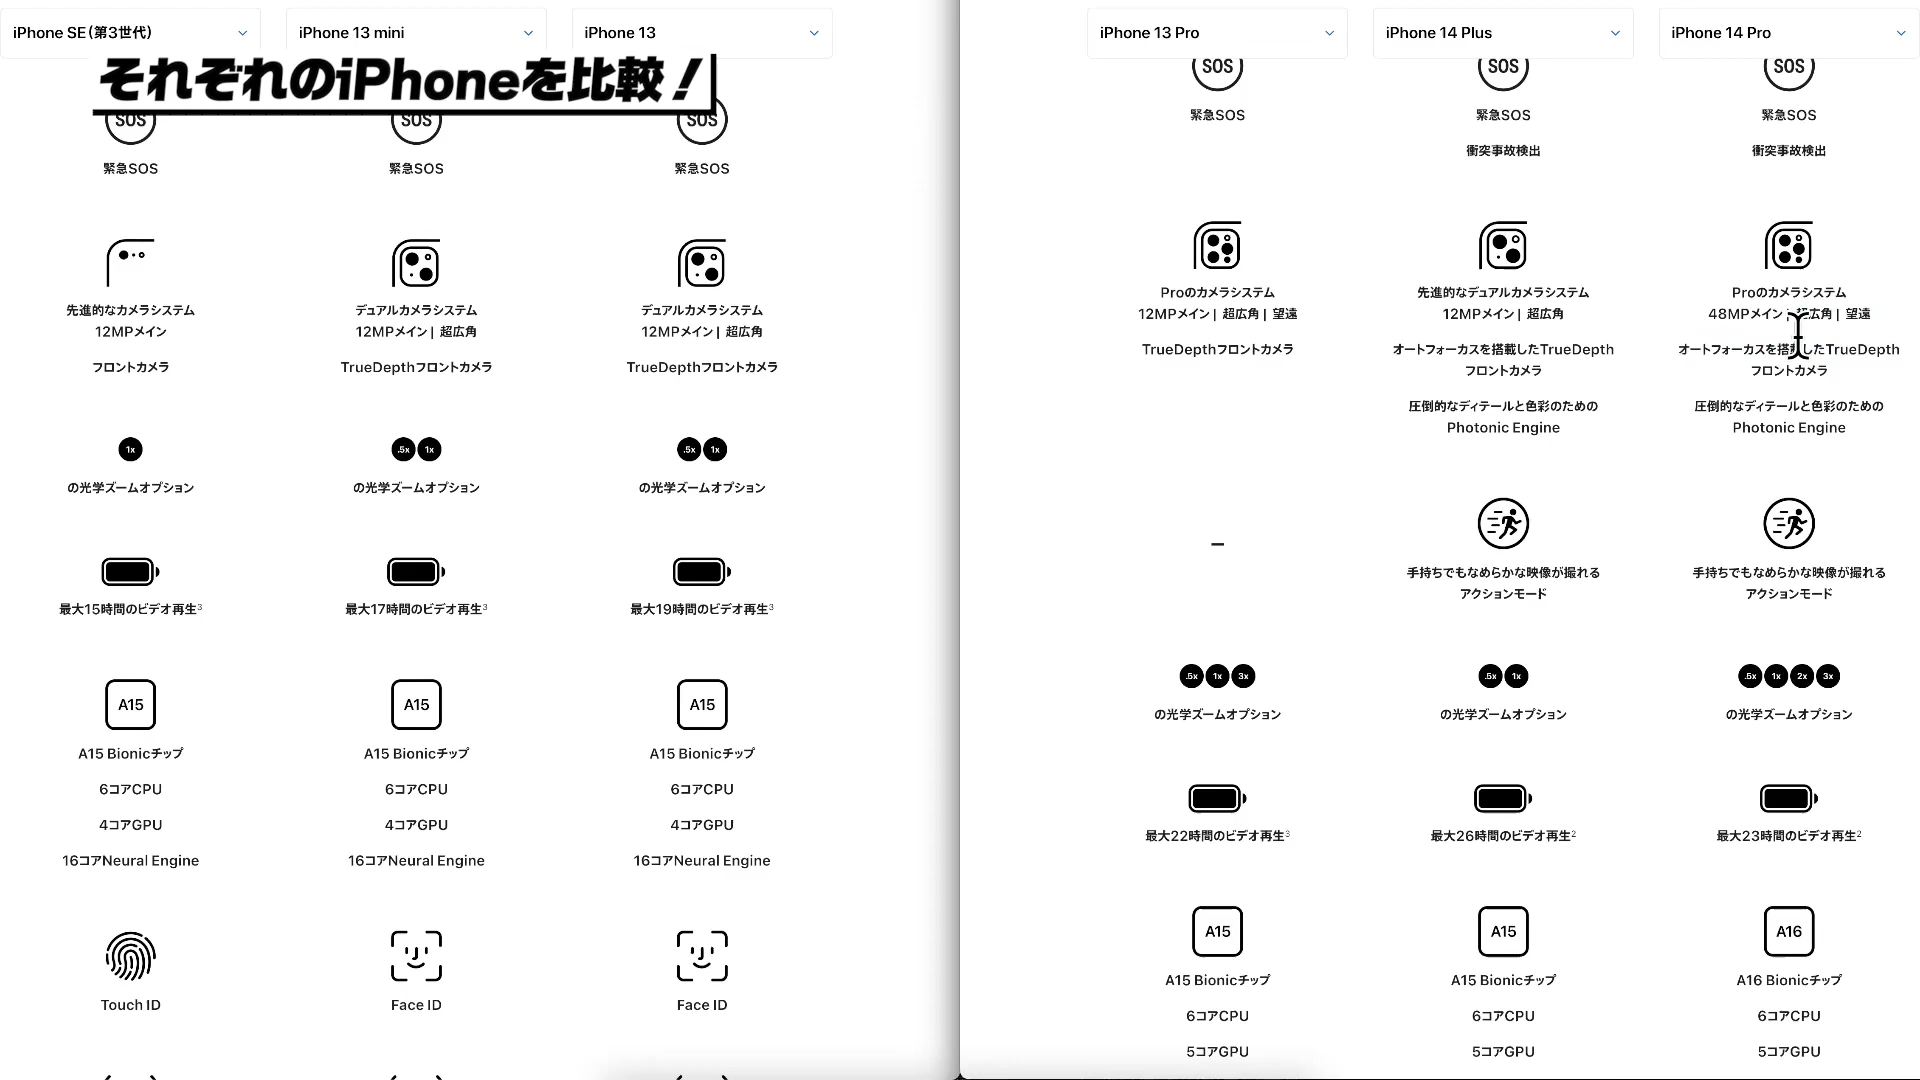 iPhone SE(第3世代)
iPhone 13 mini
iPhone 13
それぞれのiPhoneを比較！
SOS
SOS
SOS
緊急SOS
緊急SOS
緊急SOS
先進的なカメラシステム
12MPメイン
フロントカメラ
デュアルカメラシステム
12MPメイン | 超広角
TrueDepthフロントカメラ
デュアルカメラシステム
12MPメイン | 超広角
TrueDepthフロントカメラ
1x
.5x 1x
.5x 1x
の光学ズームオプション
の光学ズームオプション
の光学ズームオプション
最大15時間のビデオ再生3
最大17時間のビデオ再生3
最大19時間のビデオ再生3
A15
A15
A15
A15 Bionicチップ
6コアCPU
4コアGPU
16コアNeural Engine
A15 Bionicチップ
6コアCPU
4コアGPU
16コアNeural Engine
A15 Bionicチップ
6コアCPU
4コアGPU
16コアNeural Engine
Touch ID
Face ID
Face ID
iPhone 13 Pro
iPhone 14 Plus
iPhone 14 Pro
SOS
SOS
SOS
緊急SOS
緊急SOS
衝突事故検出
緊急SOS
衝突事故検出
Proのカメラシステム
12MPメイン | 超広角 | 望遠
TrueDepthフロントカメラ
先進的なデュアルカメラシステム
12MPメイン | 超広角
オートフォーカスを搭載したTrueDepth
フロントカメラ
圧倒的なディテールと色彩のための
Photonic Engine
Proのカメラシステム
48MPメイン | 超広角 | 望遠
オートフォーカスを搭載したTrueDepth
フロントカメラ
圧倒的なディテールと色彩のための
Photonic Engine
–
手持ちでもなめらかな映像が撮れる
アクションモード
手持ちでもなめらかな映像が撮れる
アクションモード
.5x 1x 3x
.5x 1x
.5x 1x 2x 3x
の光学ズームオプション
の光学ズームオプション
の光学ズームオプション
最大22時間のビデオ再生3
最大26時間のビデオ再生2
最大23時間のビデオ再生2
A15
A15
A16
A15 Bionicチップ
6コアCPU
5コアGPU
A15 Bionicチップ
6コアCPU
5コアGPU
A16 Bionicチップ
6コアCPU
5コアGPU